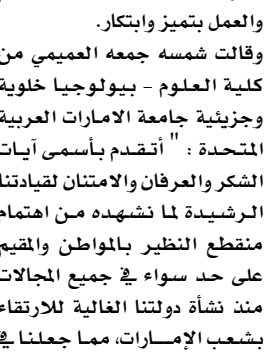 والعمل بتميز وابتكار.
وقالت شمسه جمعه العميمي من
كلية العلوم - بيولوجيا خلوية
وجزيئية جامعة الامارات العربية
المتحدة : " أتقدم بأسمى آيات
الشكر والعرفان والامتنان لقيادتنا
الرشيدة لما نشهده من اهتمام
منقطع النظير بالمواطن والمقيم
على حد سواء في جميع المجالات
منذ نشأة دولتنا الغالية للارتقاء
بشعب الإمـــارات، مما جعلنا في